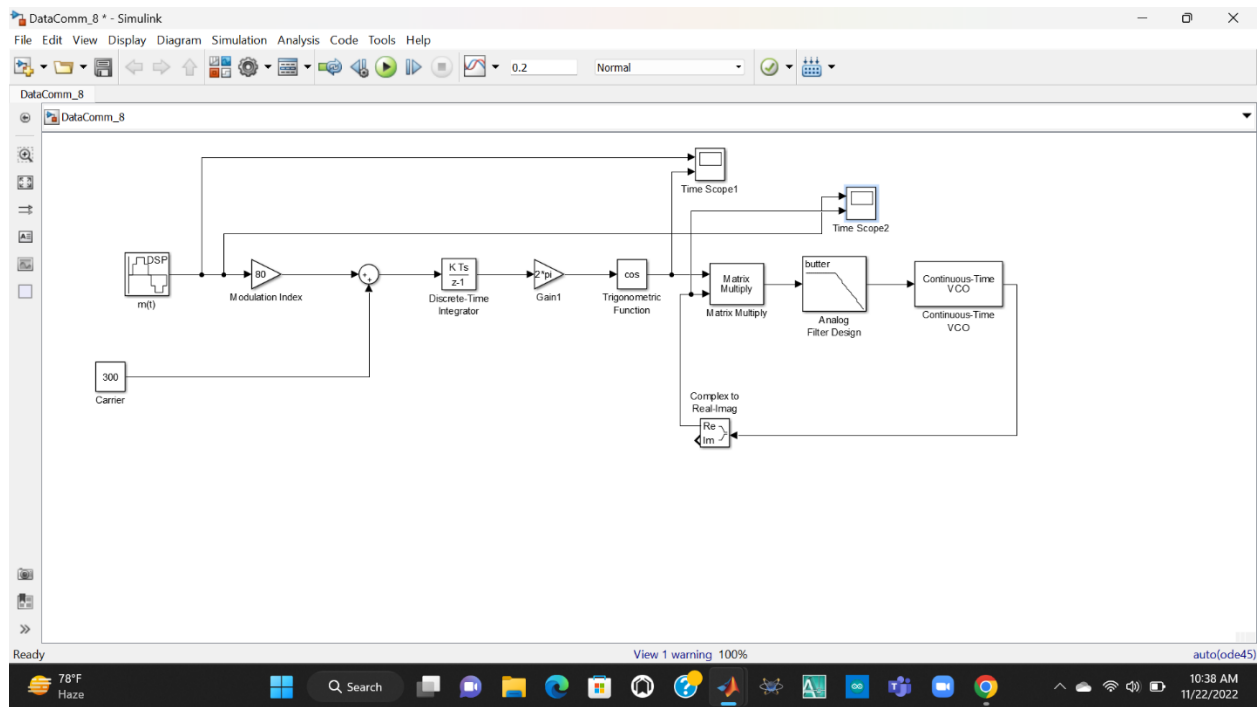 DataComm_8 * - Simulink
File Edit View Display Diagram Simulation Analysis Code Tools Help
0.2
Normal
DataComm_8
DataComm_8
Time Scope1
Time Scope2
DSP
m(t)
80
Modulation Index
+
+
K Ts
z-1
Discrete-Time
Integrator
2*pi
Gain1
cos
Trigonometric
Function
Matrix
Multiply
Matrix Multiply
butter
Analog
Filter Design
Continuous-Time
VCO
Continuous-Time
VCO
300
Carrier
Complex to
Real-Imag
Re
Im
Ready
View 1 warning 100%
auto(ode45)
78°F
Haze
Search
10:38 AM
11/22/2022